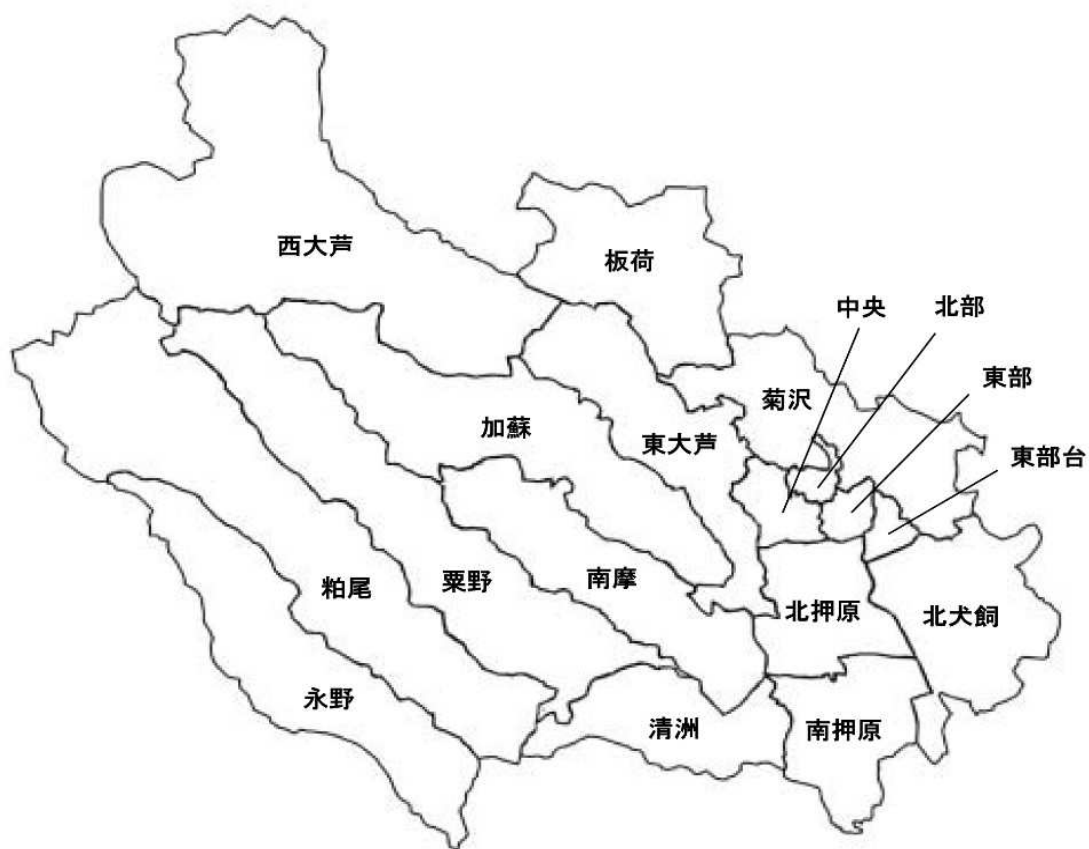 西大芦
板荷
中央
北部
菊沢
東部
加蘇
東大芦
東部台
南摩
粕尾
粟野
北押原
北犬飼
永野
清洲
南押原